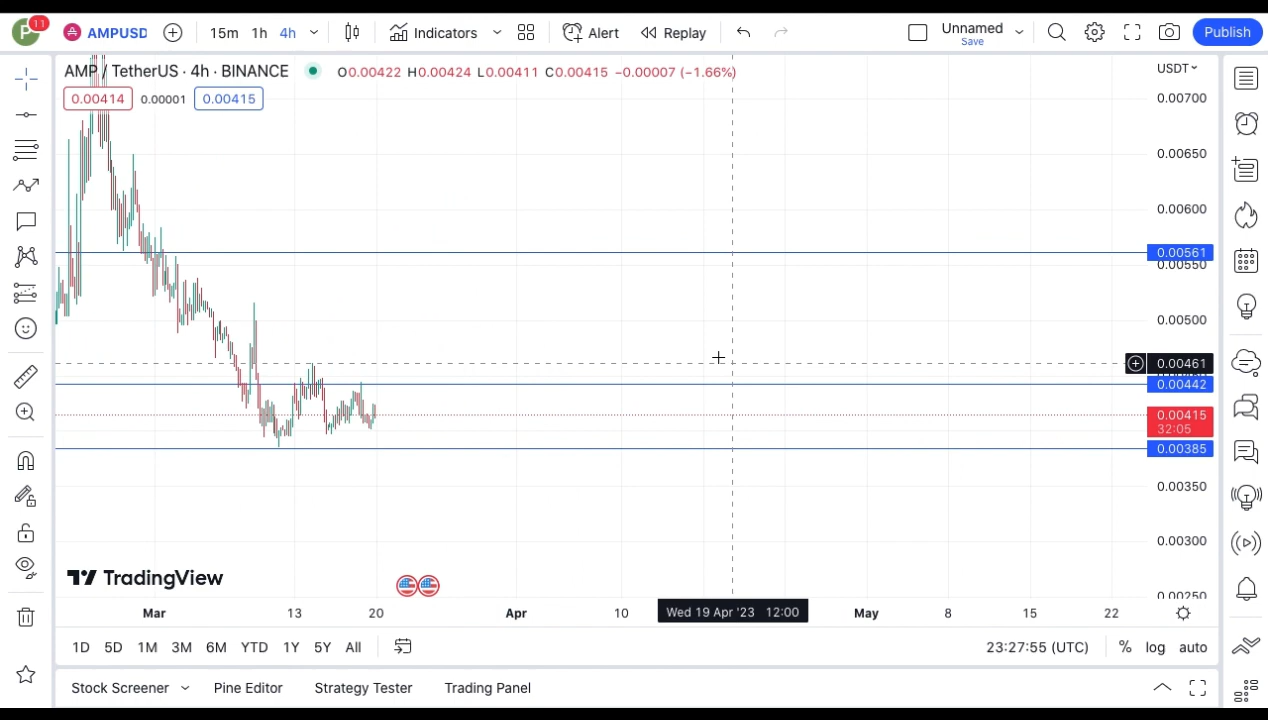 P 11 AMPUSD 15m 1h 4h Indicators Alert Replay Unnamed Save Publish
AMP / TetherUS · 4h · BINANCE O0.00422 H0.00424 L0.00411 C0.00415 −0.00007 (−1.66%) USDT
0.00414 0.00001 0.00415
0.00700
0.00650
0.00600
0.00561
0.00550
0.00500
0.00461
0.00442
0.00415
32:05
0.00385
0.00350
0.00300
0.00250
TradingView
Mar 13 20 Apr 10 Wed 19 Apr '23 12:00 May 8 15 22
1D 5D 1M 3M 6M YTD 1Y 5Y All 23:27:55 (UTC) % log auto
Stock Screener Pine Editor Strategy Tester Trading Panel